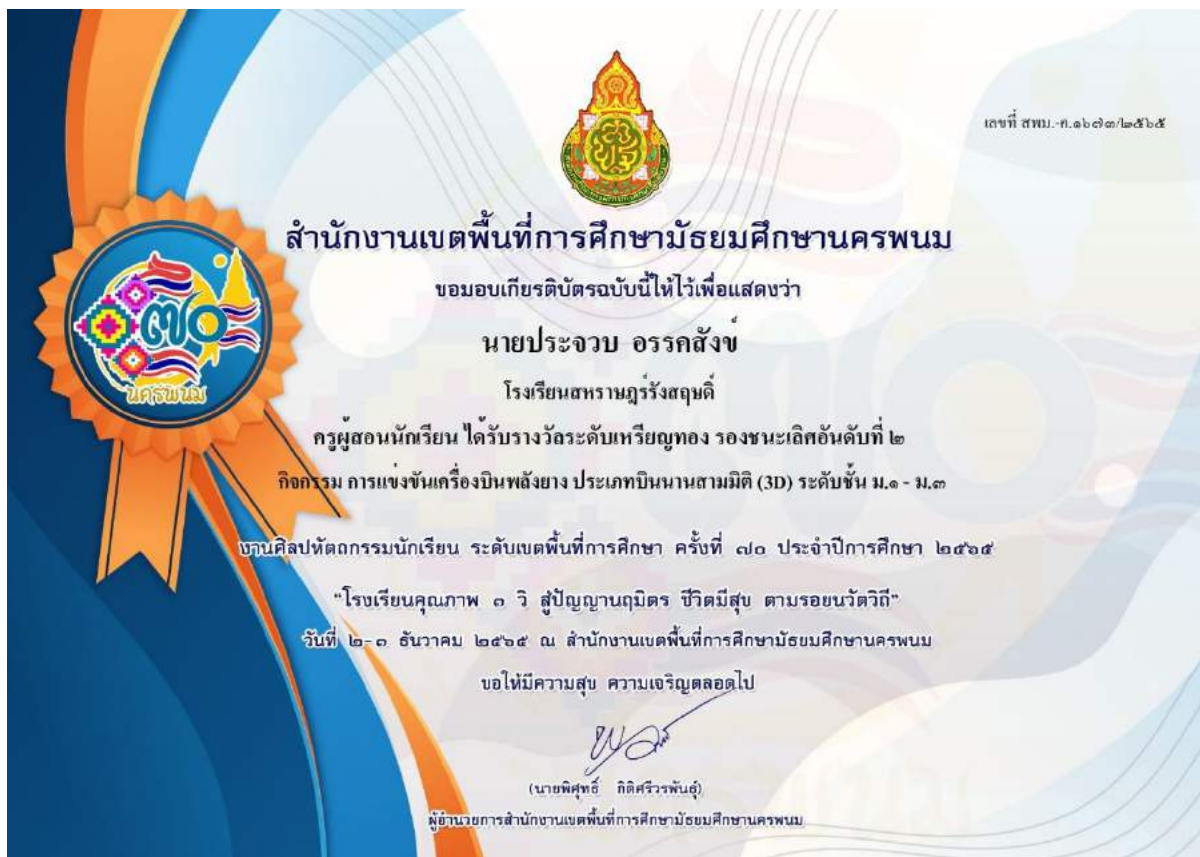 เลขที่ สพม.-ค.๑๖๗๓/๒๕๖๕
สำนักงานเขตพื้นที่การศึกษามัธยมศึกษานครพนม
ขอมอบเกียรติบัตรฉบับนี้ให้ไว้เพื่อแสดงว่า
นายประจวบ อรรคสังข์
โรงเรียนสหราษฎร์รังสฤษดิ์
ครูผู้สอนนักเรียน ได้รับรางวัลระดับเหรียญทอง รองชนะเลิศอันดับที่ ๒
กิจกรรม การแข่งขันเครื่องบินพลังยาง ประเภทบินนานสามมิติ (3D) ระดับชั้น ม.๑ - ม.๓
๗๐
นครพนม
งานศิลปหัตถกรรมนักเรียน ระดับเขตพื้นที่การศึกษา ครั้งที่ ๗๐ ประจำปีการศึกษา ๒๕๖๕
“โรงเรียนคุณภาพ ๓ วิ สู่ปัญญานฤมิตร ชีวิตมีสุข ตามรอยนวัตวิถี”
วันที่ ๒-๓ ธันวาคม ๒๕๖๕ ณ สำนักงานเขตพื้นที่การศึกษามัธยมศึกษานครพนม
ขอให้มีความสุข ความเจริญตลอดไป
(นายพิศุทธิ์ กิติศรีวรพันธุ์)
ผู้อำนวยการสำนักงานเขตพื้นที่การศึกษามัธยมศึกษานครพนม